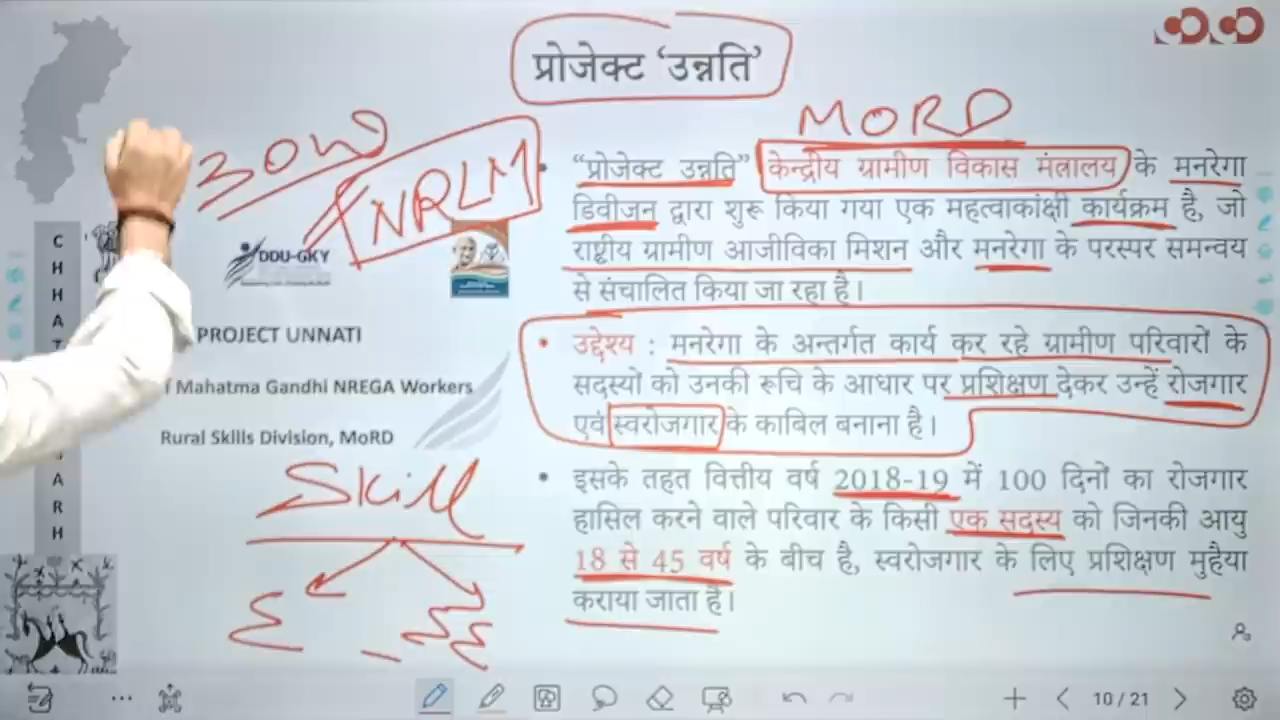 प्रोजेक्ट ‘उन्नति’
MORD
NRLM
• “प्रोजेक्ट उन्नति” केन्द्रीय ग्रामीण विकास मंत्रालय के मनरेगा
डिवीजन द्वारा शुरू किया गया एक महत्वाकांक्षी कार्यक्रम है, जो
राष्ट्रीय ग्रामीण आजीविका मिशन और मनरेगा के परस्पर समन्वय
से संचालित किया जा रहा है।
• उद्देश्य : मनरेगा के अन्तर्गत कार्य कर रहे ग्रामीण परिवारों के
सदस्यों को उनकी रूचि के आधार पर प्रशिक्षण देकर उन्हें रोजगार
एवं स्वरोजगार के काबिल बनाना है।
• इसके तहत वित्तीय वर्ष 2018-19 में 100 दिनों का रोजगार
हासिल करने वाले परिवार के किसी एक सदस्य को जिनकी आयु
18 से 45 वर्ष के बीच है, स्वरोजगार के लिए प्रशिक्षण मुहैया
कराया जाता है।
DDU-GKY
PROJECT UNNATI
Mahatma Gandhi NREGA Workers
Rural Skills Division, MoRD
Skill
10/21